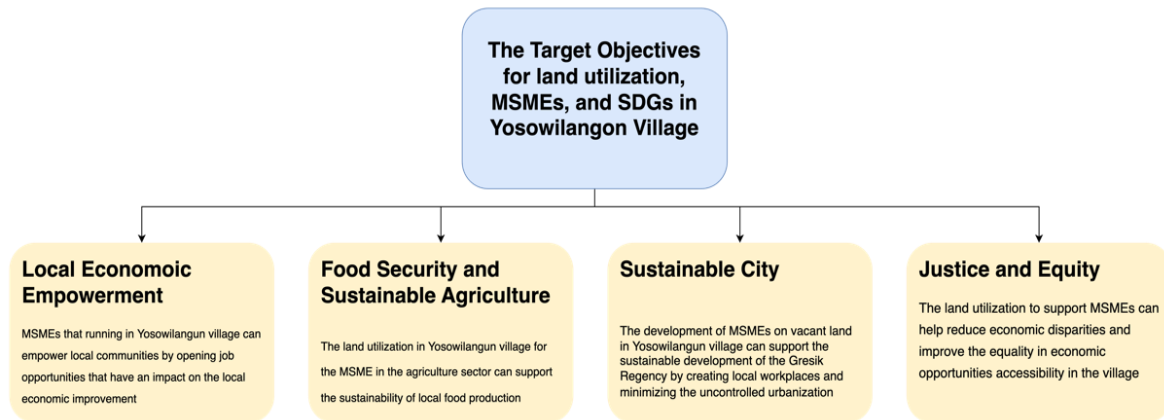 The Target Objectives
for land utilization,
MSMEs, and SDGs in
Yosowilangon Village
Local Economoic
Empowerment
MSMEs that running in Yosowilangun village can
empower local communities by opening job
opportunities that have an impact on the local
economic improvement
Food Security and
Sustainable Agriculture
The land utilization in Yosowilangun village for
the MSME in the agriculture sector can support
the sustainability of local food production
Sustainable City
The development of MSMEs on vacant land
in Yosowilangun village can support the
sustainable development of the Gresik
Regency by creating local workplaces and
minimizing the uncontrolled urbanization
Justice and Equity
The land utilization to support MSMEs can
help reduce economic disparities and
improve the equality in economic
opportunities accessibility in the village